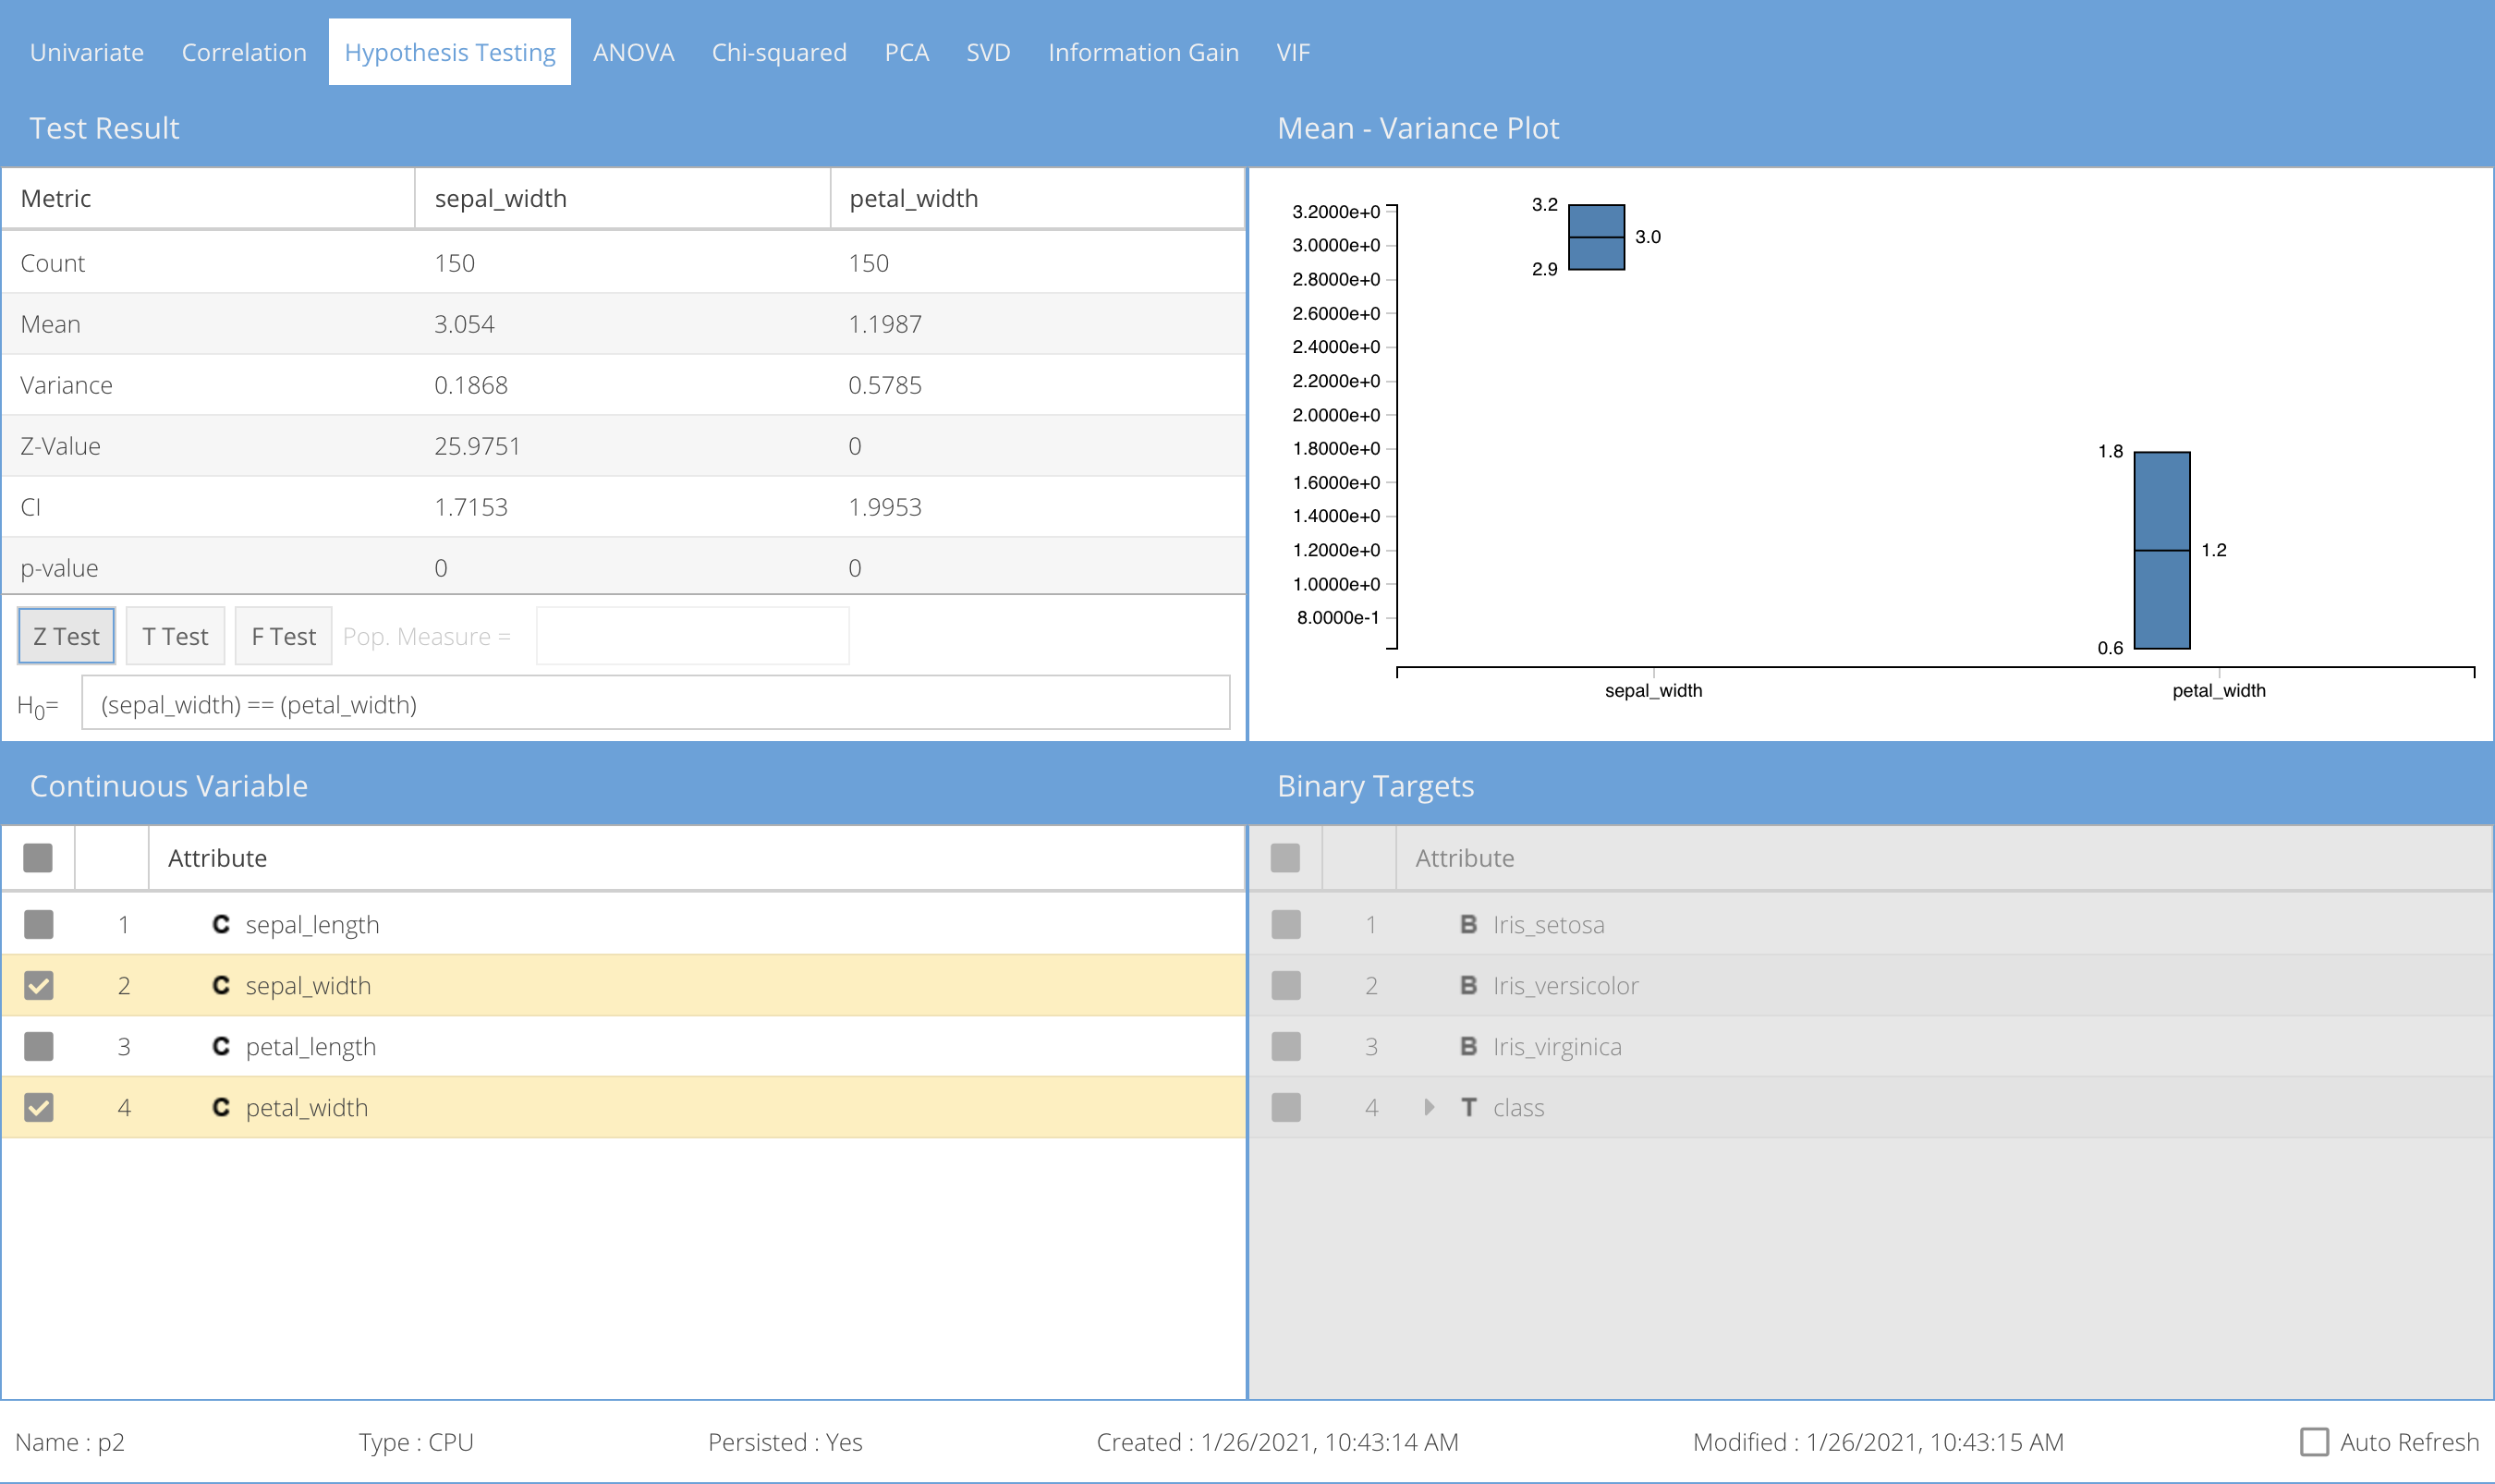 Univariate Correlation Hypothesis Testing ANOVA Chi-squared PCA SVD Information Gain VIF
Test Result
Metric sepal_width petal_width
Count 150 150
Mean 3.054 1.1987
Variance 0.1868 0.5785
Z-Value 25.9751 0
CI 1.7153 1.9953
p-value 0 0
Z Test T Test F Test Pop. Measure =
H0= (sepal_width) == (petal_width)
Mean - Variance Plot
3.2000e+0
3.0000e+0
2.8000e+0
2.6000e+0
2.4000e+0
2.2000e+0
2.0000e+0
1.8000e+0
1.6000e+0
1.4000e+0
1.2000e+0
1.0000e+0
8.0000e-1
3.2
3.0
2.9
1.8
1.2
0.6
sepal_width petal_width
Continuous Variable
Attribute
1 C sepal_length
2 C sepal_width
3 C petal_length
4 C petal_width
Binary Targets
Attribute
1 B Iris_setosa
2 B Iris_versicolor
3 B Iris_virginica
4 T class
Name : p2 Type : CPU Persisted : Yes Created : 1/26/2021, 10:43:14 AM Modified : 1/26/2021, 10:43:15 AM Auto Refresh